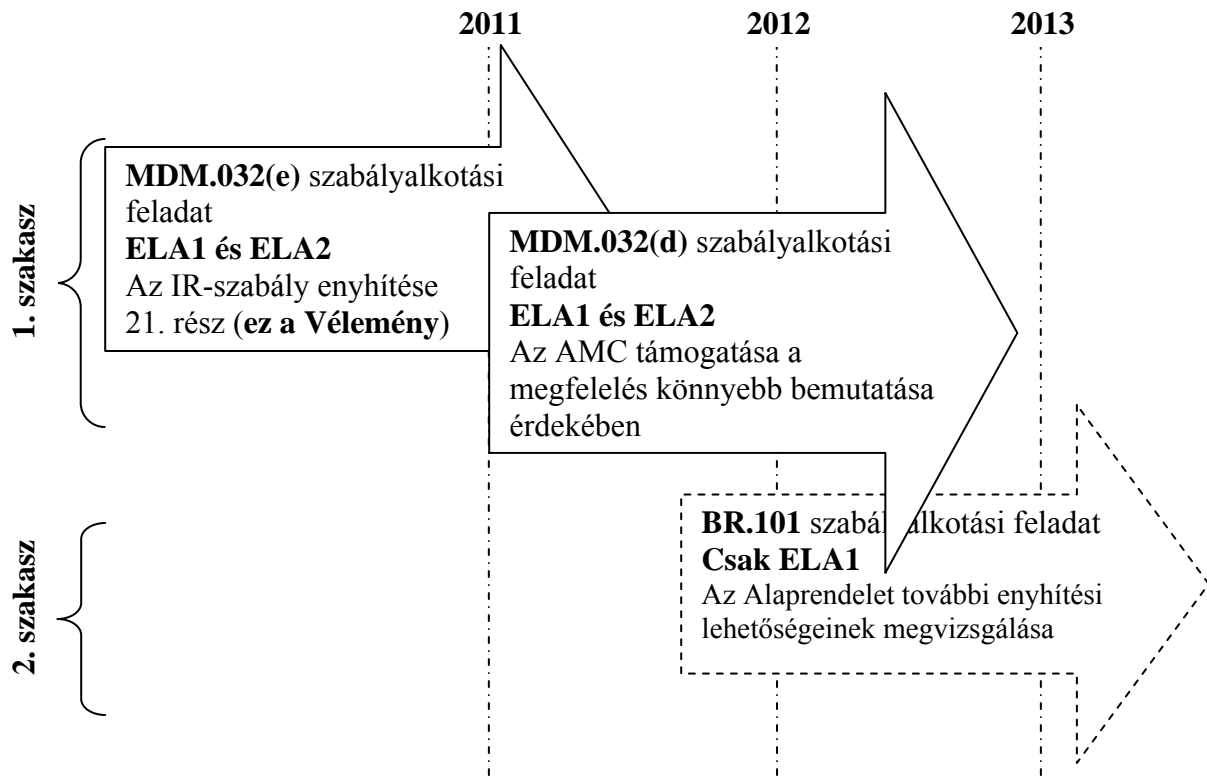 2011
2012
2013
1. szakasz
MDM.032(e) szabályalkotási
feladat
ELA1 és ELA2
Az IR-szabály enyhítése
21. rész (ez a Vélemény)
MDM.032(d) szabályalkotási
feladat
ELA1 és ELA2
Az AMC támogatása a
megfelelés könnyebb bemutatása
érdekében
2. szakasz
BR.101 szabályalkotási feladat
Csak ELA1
Az Alaprendelet további enyhítési
lehetőségeinek megvizsgálása